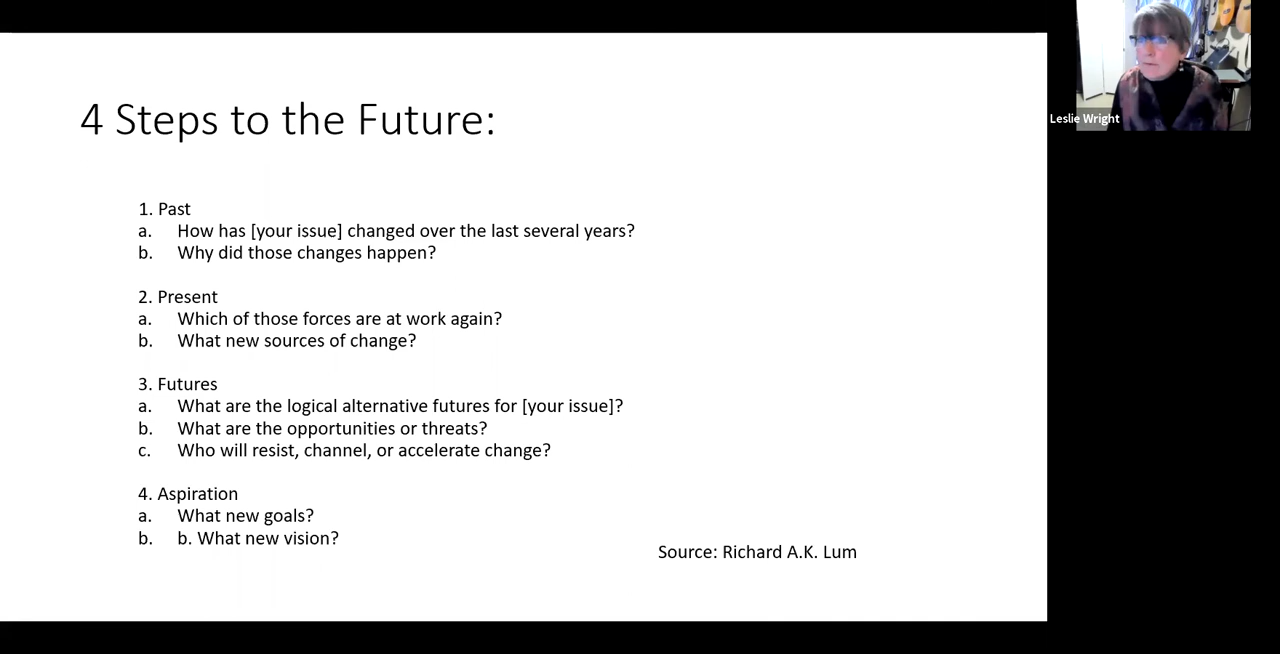 4 Steps to the Future:
1. Past
a. How has [your issue] changed over the last several years?
b. Why did those changes happen?
2. Present
a. Which of those forces are at work again?
b. What new sources of change?
3. Futures
a. What are the logical alternative futures for [your issue]?
b. What are the opportunities or threats?
c. Who will resist, channel, or accelerate change?
4. Aspiration
a. What new goals?
b. b. What new vision?
Source: Richard A.K. Lum
Leslie Wright